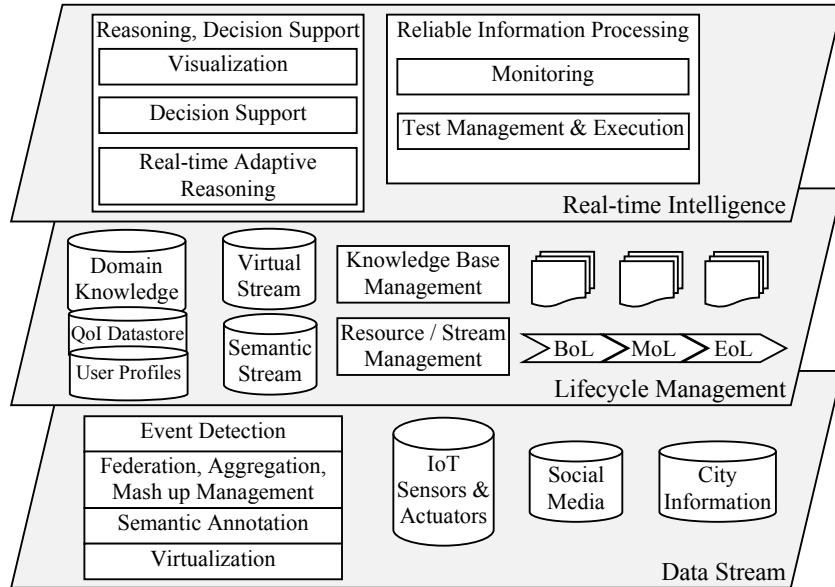 Reasoning, Decision Support
Visualization
Decision Support
Real-time Adaptive
Reasoning
Reliable Information Processing
Monitoring
Test Management & Execution
Real-time Intelligence
Domain
Knowledge
QoI Datastore
User Profiles
Virtual
Stream
Semantic
Stream
Knowledge Base
Management
Resource / Stream
Management
BoL
MoL
EoL
Lifecycle Management
Event Detection
Federation, Aggregation,
Mash up Management
Semantic Annotation
Virtualization
IoT
Sensors &
Actuators
Social
Media
City
Information
Data Stream